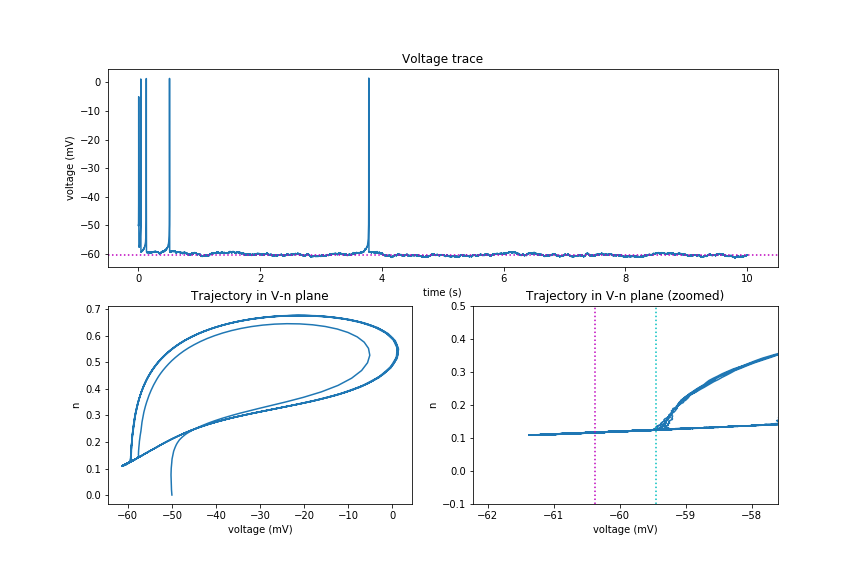 Voltage trace
voltage (mV)
0
−10
−20
−30
−40
−50
−60
0 2 4 6 8 10
time (s)
Trajectory in V-n plane
n
0.7
0.6
0.5
0.4
0.3
0.2
0.1
0.0
−60 −50 −40 −30 −20 −10 0
voltage (mV)
Trajectory in V-n plane (zoomed)
n
0.5
0.4
0.3
0.2
0.1
0.0
−0.1
−62 −61 −60 −59 −58
voltage (mV)